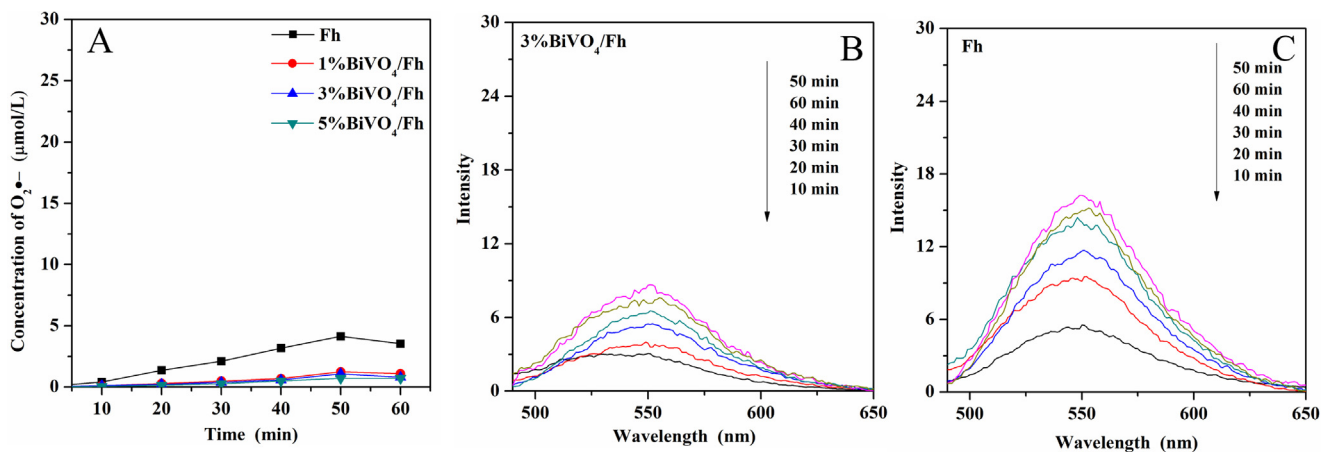 A
Fh
1%BiVO4/Fh
3%BiVO4/Fh
5%BiVO4/Fh
Concentration of O2●− (μmol/L)
30
25
20
15
10
5
0
10 20 30 40 50 60
Time (min)
B
3%BiVO4/Fh
50 min
60 min
40 min
30 min
20 min
10 min
Intensity
30
24
18
12
6
0
500 550 600 650
Wavelength (nm)
C
Fh
50 min
60 min
40 min
30 min
20 min
10 min
Intensity
30
24
18
12
6
0
500 550 600 650
Wavelength (nm)